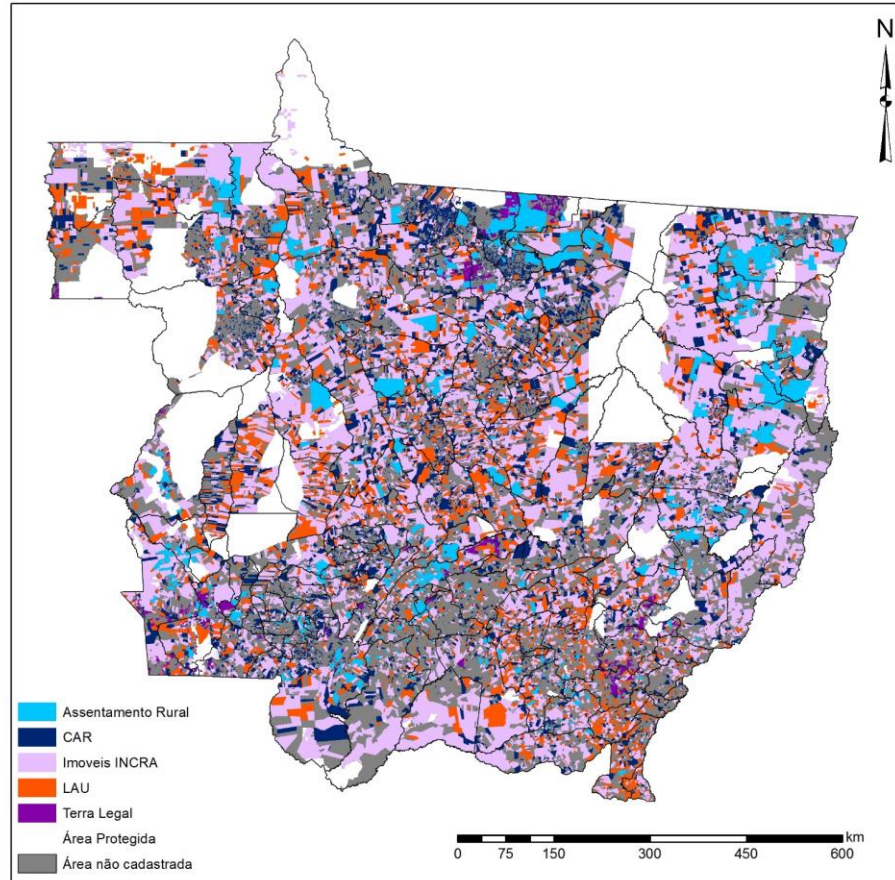 N
Assentamento Rural
CAR
Imoveis INCRA
LAU
Terra Legal
Área Protegida
Área não cadastrada
km
0 75 150 300 450 600